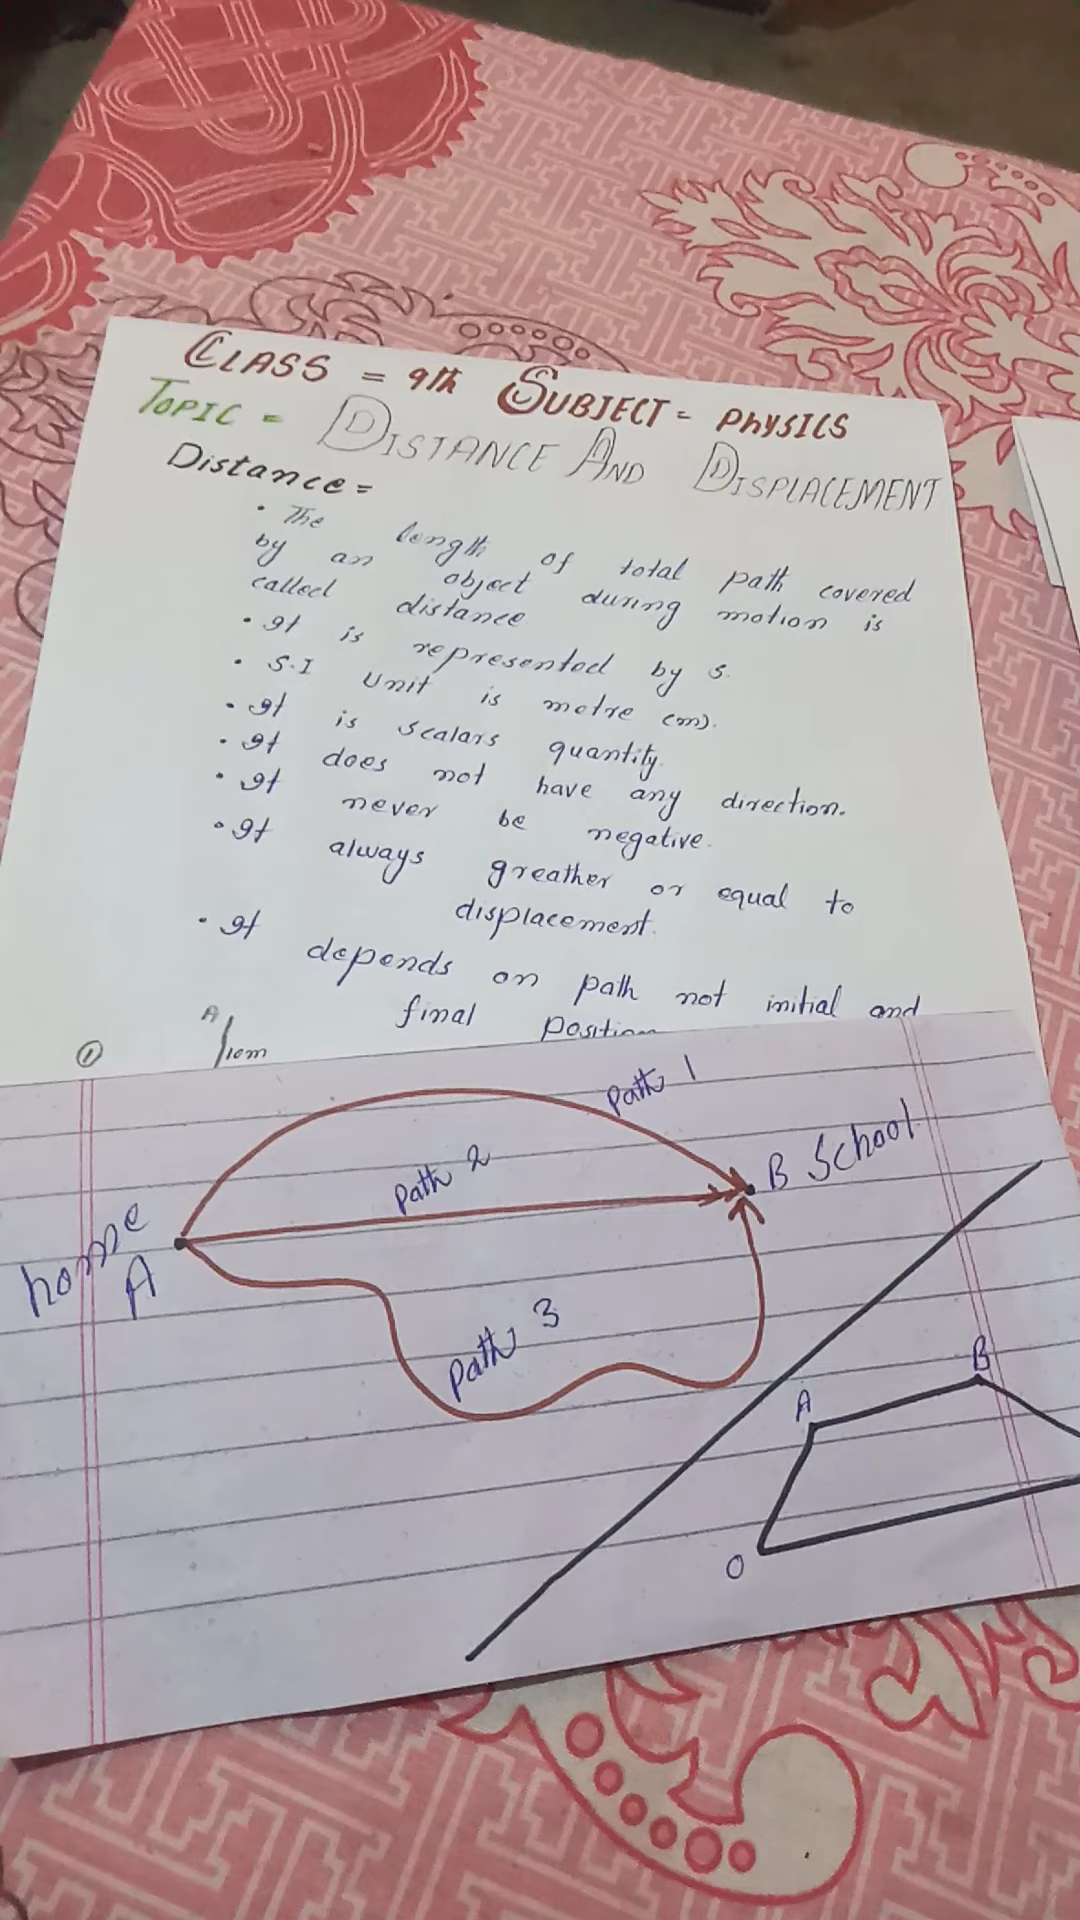 CLASS = 9th SUBJECT = PhYSICS
TOPIC = DISTANCE AND DISPLACEMENT
Distance =
• The length of total path covered
by an object during motion is
called distance
• It is represented by s.
• S.I Unit is metre (m).
• It is scalars quantity.
• It does not have any direction.
• It never be negative.
• It always greather or equal to
displacement.
• It depends on path not initial and
final position
① A
10m
Path 1
Path 2
B School
home
A
Path 3
B
A
O